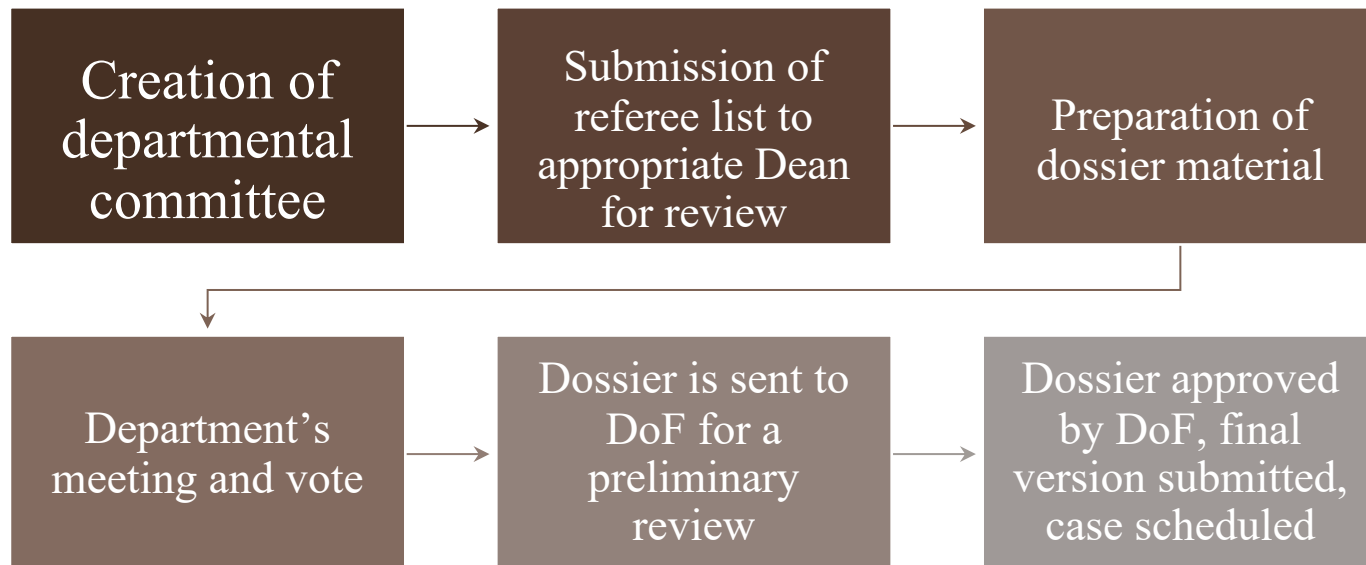 Creation of
departmental
committee
Submission of
referee list to
appropriate Dean
for review
Preparation of
dossier material
Department’s
meeting and vote
Dossier is sent to
DoF for a
preliminary
review
Dossier approved
by DoF, final
version submitted,
case scheduled